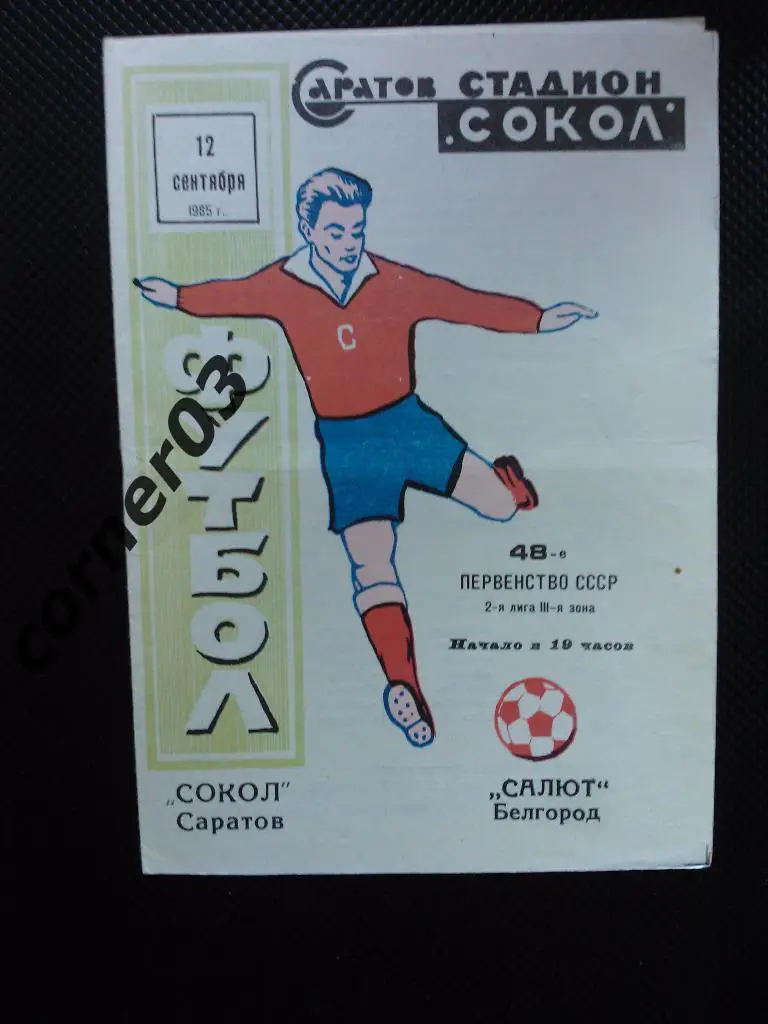 Саратов СТАДИОН
„СОКОЛ"
12
сентября
1985 г.
ФУТБОЛ
С
48-е
ПЕРВЕНСТВО СССР
2-я лига III-я зона
Начало в 19 часов
„СОКОЛ"
Саратов
„САЛЮТ"
Белгород
corner03